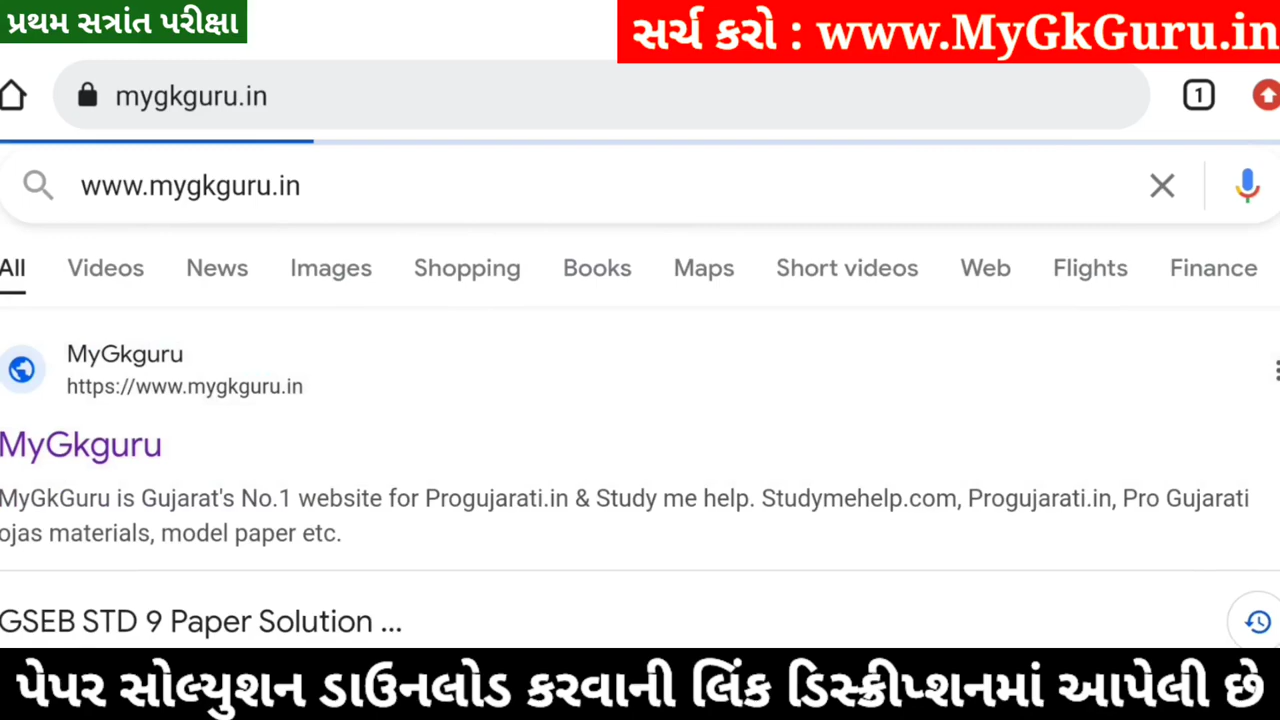 પ્રથમ સત્રાંત પરીક્ષા
સર્ચ કરો : www.MyGkGuru.in
mygkguru.in
1
www.mygkguru.in
All Videos News Images Shopping Books Maps Short videos Web Flights Finance
MyGkguru
https://www.mygkguru.in
MyGkguru
MyGkGuru is Gujarat's No.1 website for Progujarati.in & Study me help. Studymehelp.com, Progujarati.in, Pro Gujarati
ojas materials, model paper etc.
GSEB STD 9 Paper Solution ...
પેપર સોલ્યુશન ડાઉનલોડ કરવાની લિંક ડિસ્ક્રીપ્શનમાં આપેલી છે